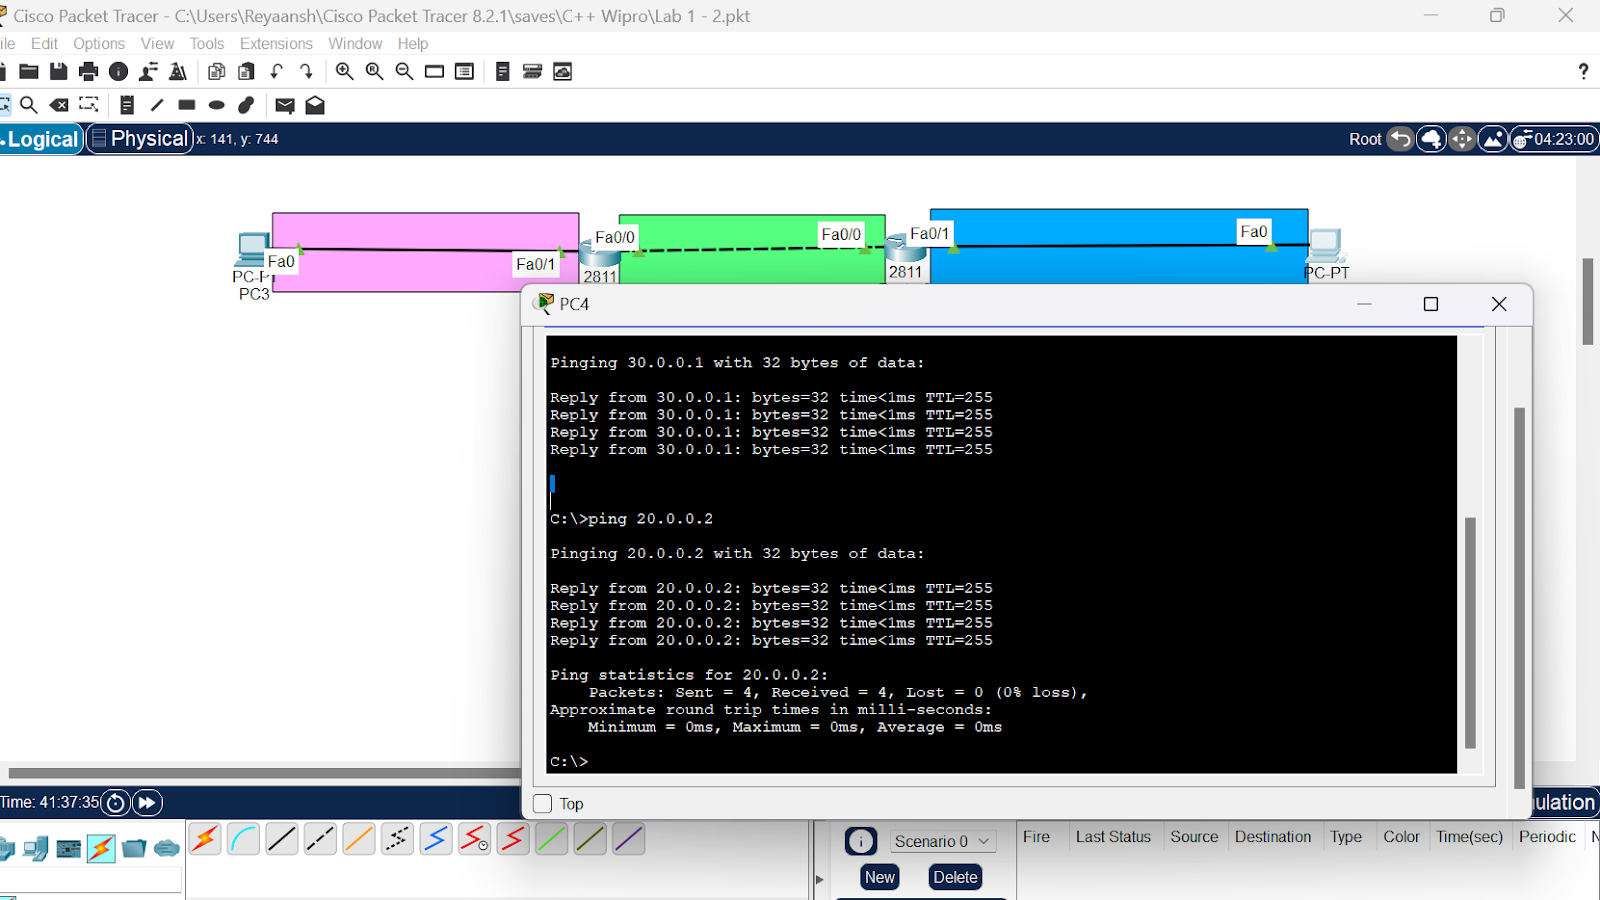 Cisco Packet Tracer - C:\Users\Reyaansh\Cisco Packet Tracer 8.2.1\saves\C++ Wipro\Lab 1 - 2.pkt
ile Edit Options View Tools Extensions Window Help
?
Logical Physical x: 141, y: 744 Root 04:23:00
Fa0 Fa0/1 Fa0/0 Fa0/0 Fa0/1 Fa0
2811 2811
PC-P PC-PT
PC3
PC4
Pinging 30.0.0.1 with 32 bytes of data:
Reply from 30.0.0.1: bytes=32 time<1ms TTL=255
Reply from 30.0.0.1: bytes=32 time<1ms TTL=255
Reply from 30.0.0.1: bytes=32 time<1ms TTL=255
Reply from 30.0.0.1: bytes=32 time<1ms TTL=255
C:\>ping 20.0.0.2
Pinging 20.0.0.2 with 32 bytes of data:
Reply from 20.0.0.2: bytes=32 time<1ms TTL=255
Reply from 20.0.0.2: bytes=32 time<1ms TTL=255
Reply from 20.0.0.2: bytes=32 time<1ms TTL=255
Reply from 20.0.0.2: bytes=32 time<1ms TTL=255
Ping statistics for 20.0.0.2:
Packets: Sent = 4, Received = 4, Lost = 0 (0% loss),
Approximate round trip times in milli-seconds:
Minimum = 0ms, Maximum = 0ms, Average = 0ms
C:\>
Top
Time: 41:37:35 ulation
Scenario 0 Fire Last Status Source Destination Type Color Time(sec) Periodic N
New Delete